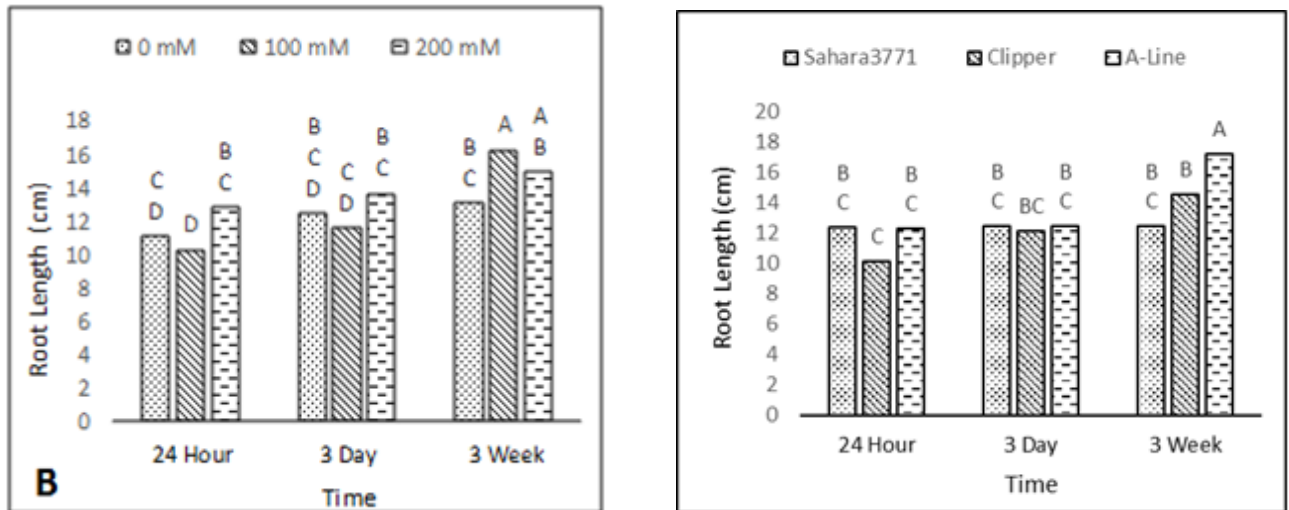 0 mM 100 mM 200 mM
Root Length (cm)
18
16
14
12
10
8
6
4
2
0
C
D
D
B
C
B
C
D
C
D
B
C
B
C
A
A
B
24 Hour 3 Day 3 Week
Time
B
Sahara3771 Clipper A-Line
Root Length (cm)
20
18
16
14
12
10
8
6
4
2
0
B
C
C
B
C
B
C
BC
B
C
B
C
B
A
24 Hour 3 Day 3 Week
Time